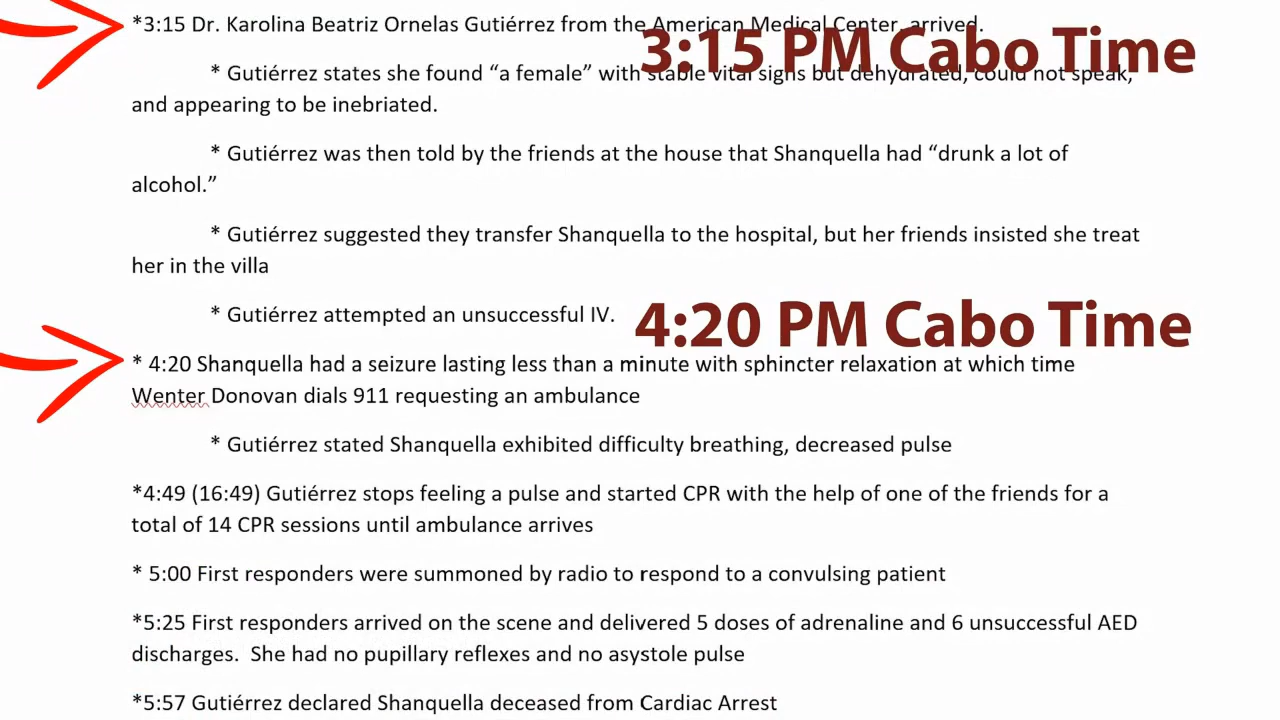 *3:15 Dr. Karolina Beatriz Ornelas Gutiérrez from the American Medical Center, arrived.
3:15 PM Cabo Time
* Gutiérrez states she found “a female” with stable vital signs but dehydrated, could not speak,
and appearing to be inebriated.
* Gutiérrez was then told by the friends at the house that Shanquella had “drunk a lot of
alcohol.”
* Gutiérrez suggested they transfer Shanquella to the hospital, but her friends insisted she treat
her in the villa
* Gutiérrez attempted an unsuccessful IV.
4:20 PM Cabo Time
* 4:20 Shanquella had a seizure lasting less than a minute with sphincter relaxation at which time
Wenter Donovan dials 911 requesting an ambulance
* Gutiérrez stated Shanquella exhibited difficulty breathing, decreased pulse
*4:49 (16:49) Gutiérrez stops feeling a pulse and started CPR with the help of one of the friends for a
total of 14 CPR sessions until ambulance arrives
* 5:00 First responders were summoned by radio to respond to a convulsing patient
*5:25 First responders arrived on the scene and delivered 5 doses of adrenaline and 6 unsuccessful AED
discharges.  She had no pupillary reflexes and no asystole pulse
*5:57 Gutiérrez declared Shanquella deceased from Cardiac Arrest